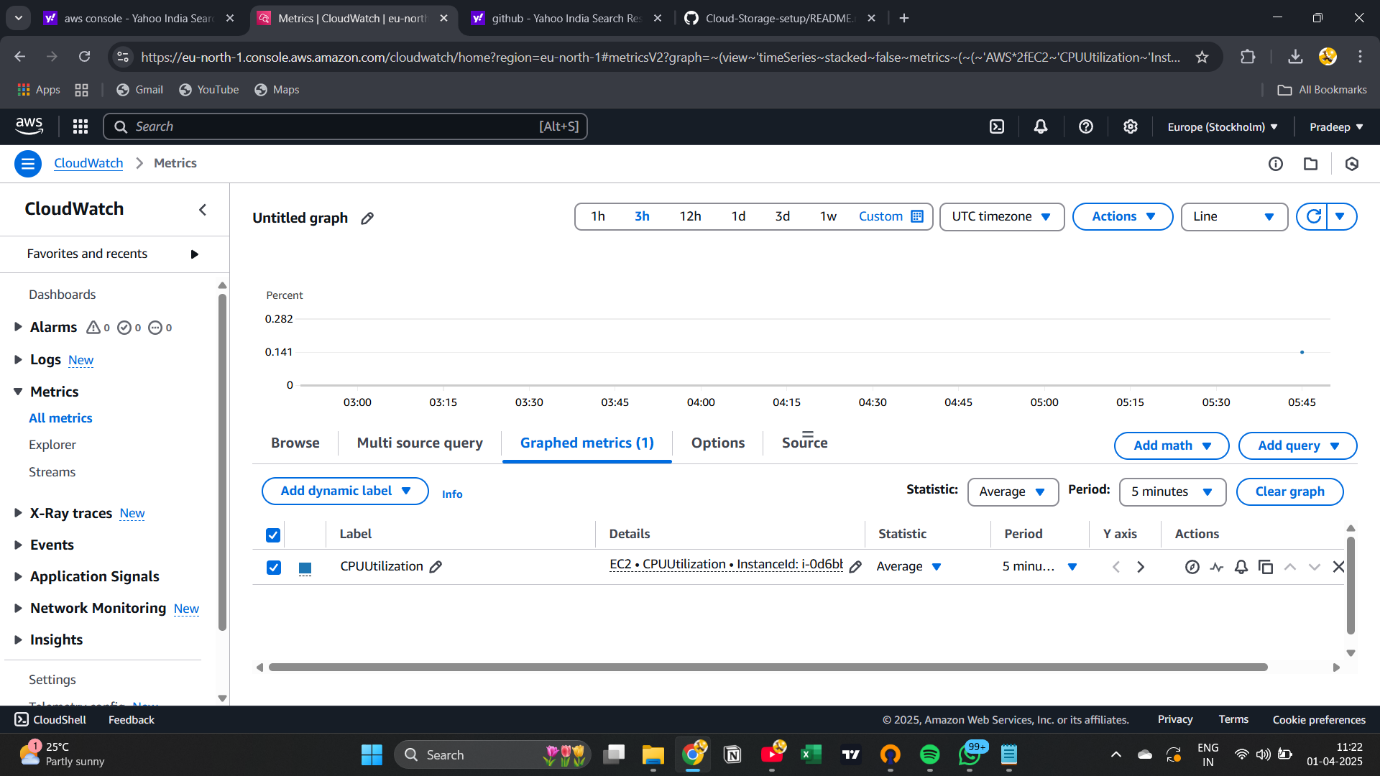 aws console - Yahoo India Sear
Metrics | CloudWatch | eu-nort
github - Yahoo India Search Re
Cloud-Storage-setup/README.
https://eu-north-1.console.aws.amazon.com/cloudwatch/home?region=eu-north-1#metricsV2?graph=~(view~'timeSeries~stacked~false~metrics~(~(~'AWS*2fEC2~'CPUUtilization~'Inst...
Apps
Gmail
YouTube
Maps
All Bookmarks
aws
Search
[Alt+S]
Europe (Stockholm)
Pradeep
CloudWatch
Metrics
CloudWatch
Favorites and recents
Dashboards
Alarms 0 0 0
Logs New
Metrics
All metrics
Explorer
Streams
X-Ray traces New
Events
Application Signals
Network Monitoring New
Insights
Settings
Telemetry config New
Untitled graph
1h 3h 12h 1d 3d 1w Custom
UTC timezone
Actions
Line
Percent
0.282
0.141
0
03:00 03:15 03:30 03:45 04:00 04:15 04:30 04:45 05:00 05:15 05:30 05:45
Browse
Multi source query
Graphed metrics (1)
Options
Source
Add math
Add query
Add dynamic label
Info
Statistic: Average
Period: 5 minutes
Clear graph
Label Details Statistic Period Y axis Actions
CPUUtilization EC2 • CPUUtilization • InstanceId: i-0d6bl Average 5 minu...
CloudShell
Feedback
© 2025, Amazon Web Services, Inc. or its affiliates.
Privacy
Terms
Cookie preferences
1
25°C
Partly sunny
Search
99+
ENG
IN
11:22
01-04-2025